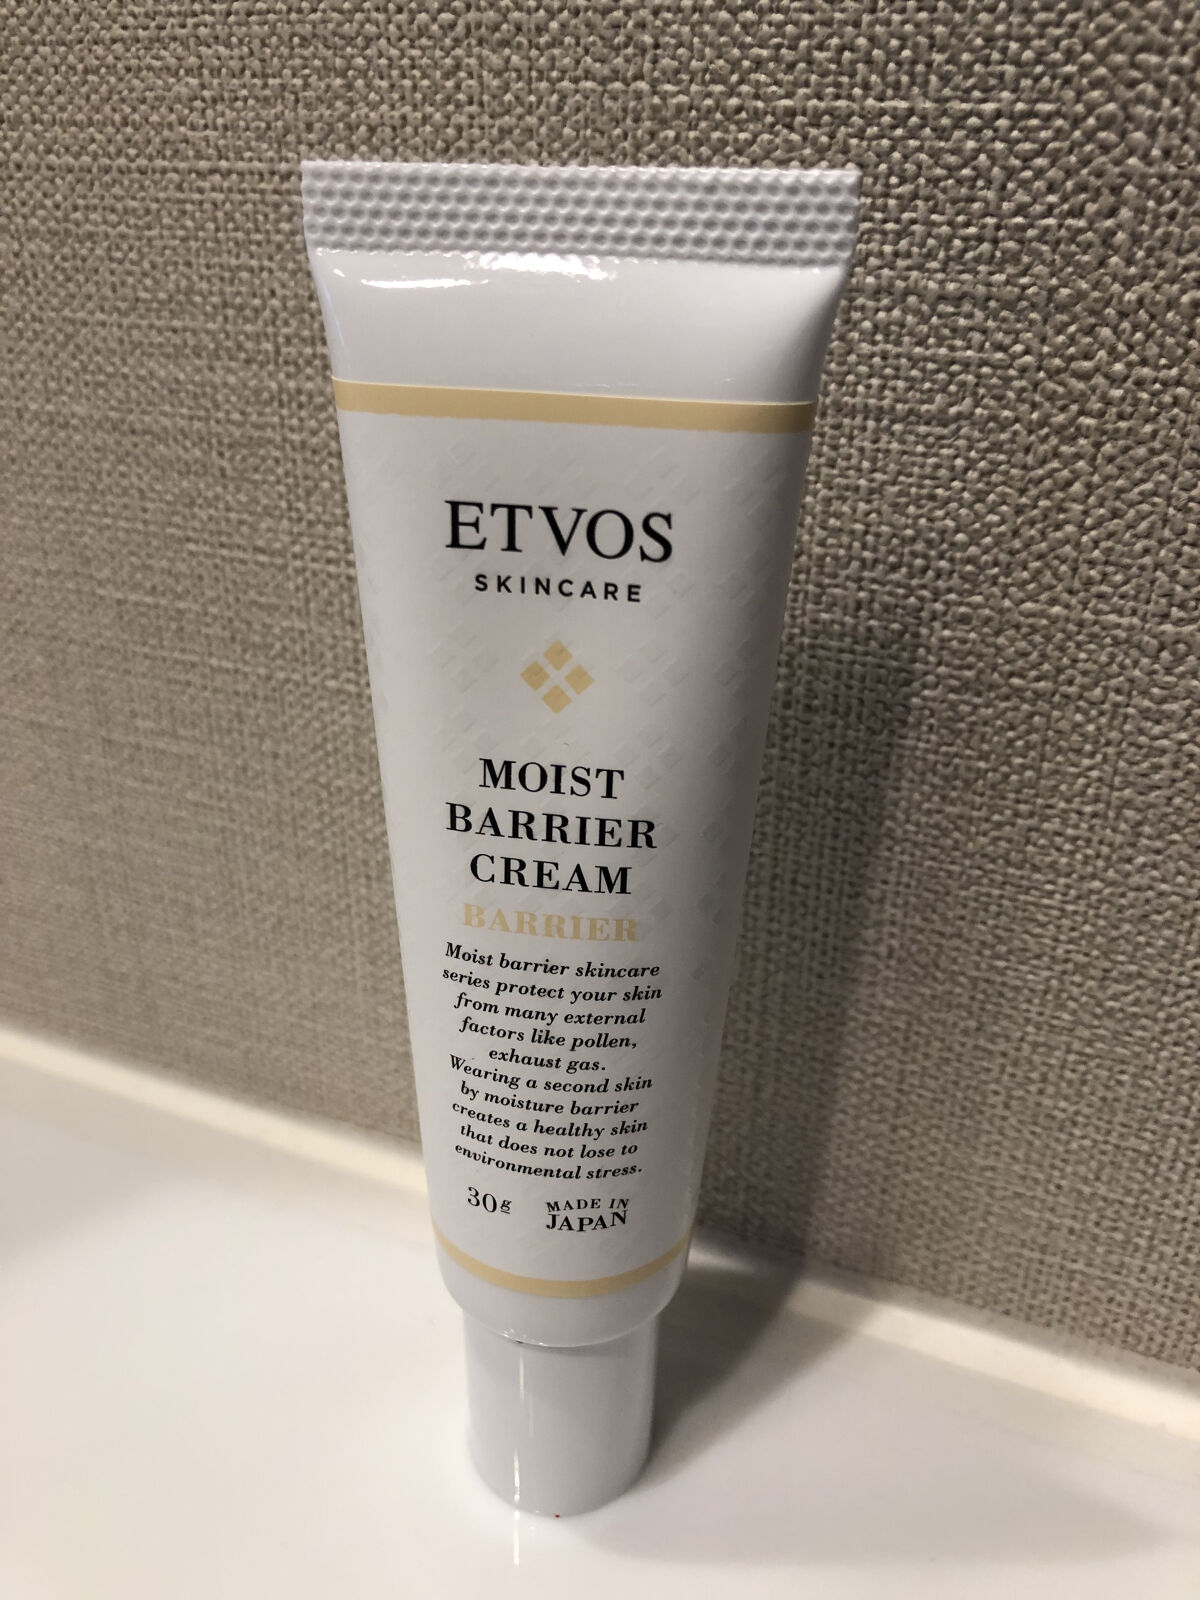 ETVOS
SKINCARE
MOIST
BARRIER
CREAM
BARRIER
Moist barrier skincare
series protect your skin
from many external
factors like pollen,
exhaust gas.
Wearing a second skin
by moisture barrier
creates a healthy skin
that does not lose to
environmental stress.
30g MADE IN
JAPAN